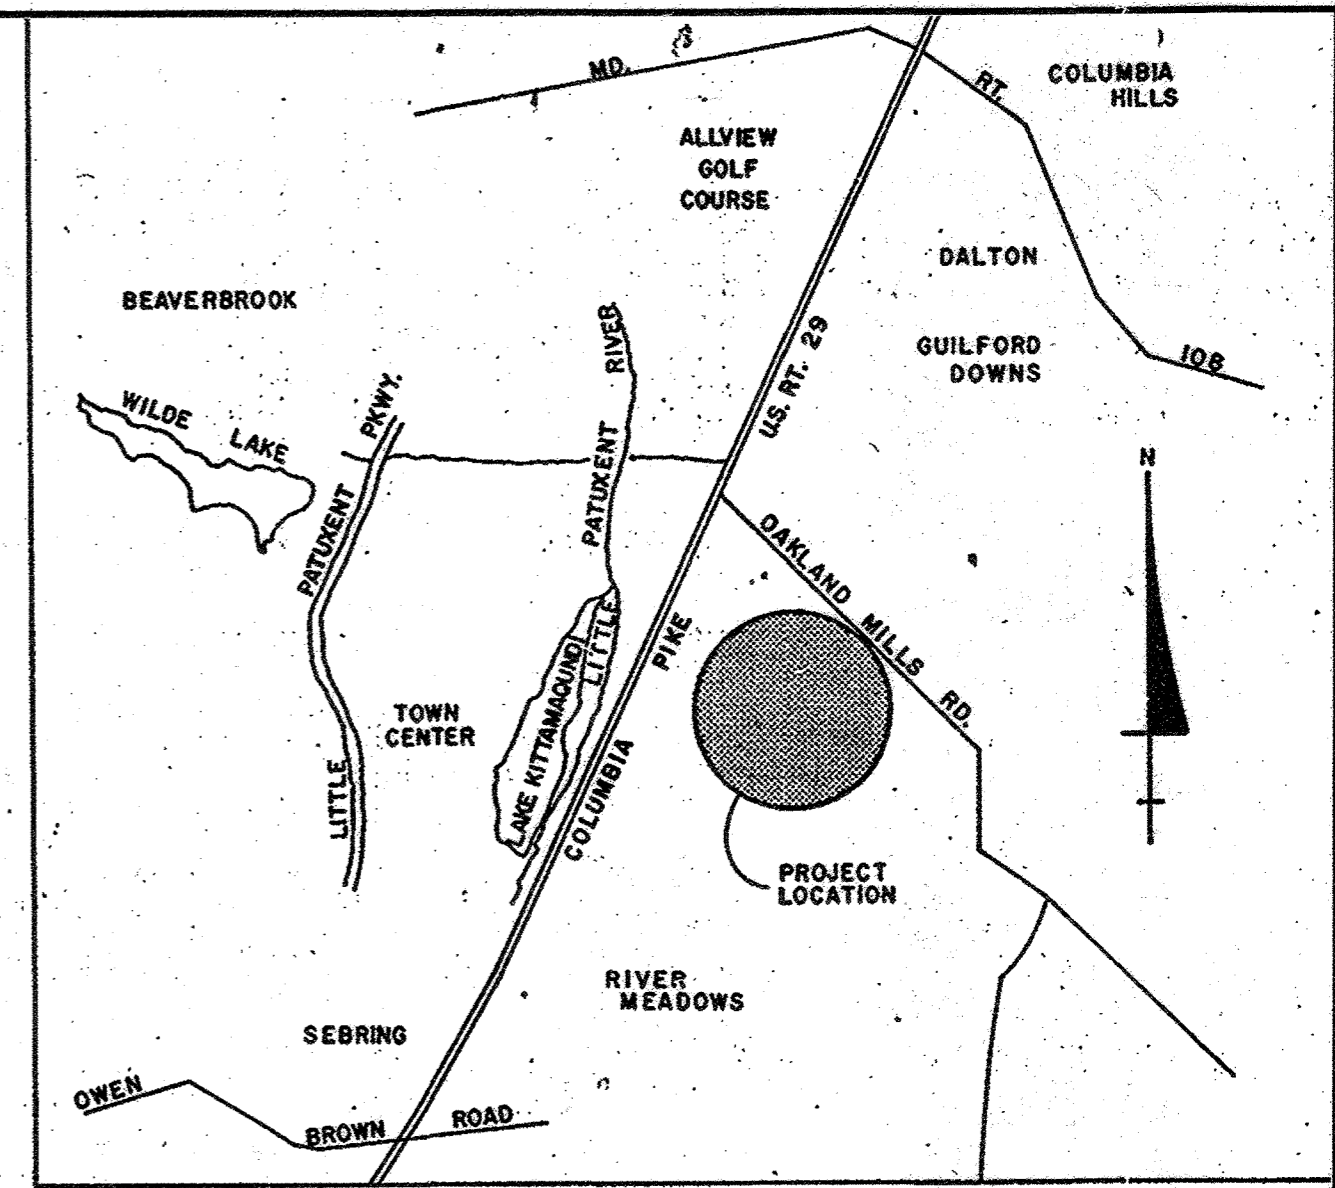 MD.
RT.
COLUMBIA
HILLS
ALLVIEW
GOLF
COURSE
DALTON
BEAVERBROOK
GUILFORD
DOWNS
108
RIVER
U.S. RT. 29
WILDE
LAKE
PKWY.
PATUXENT
PATUXENT
N
OAKLAND
MILLS
RD.
LITTLE
PIKE
LAKE KITTAMAQUNDI
TOWN
CENTER
LITTLE
COLUMBIA
PROJECT
LOCATION
RIVER
MEADOWS
SEBRING
OWEN
BROWN
ROAD